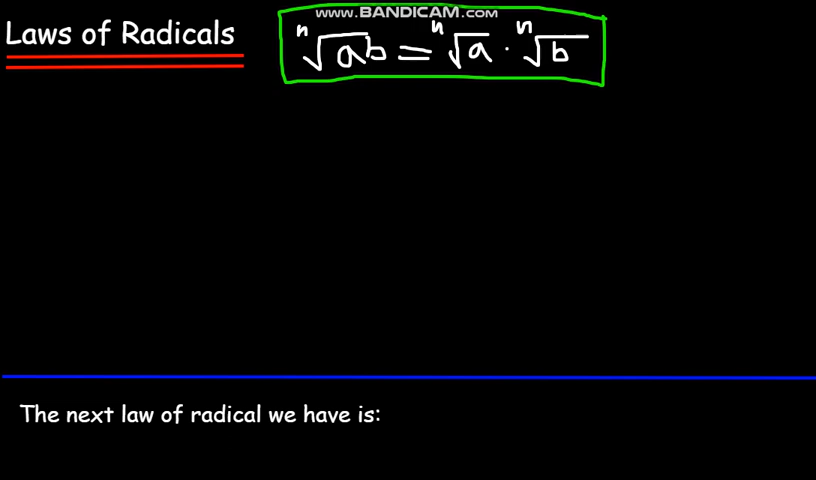 www.BANDICAM.com
Laws of Radicals
ⁿ√ab = ⁿ√a · ⁿ√b
The next law of radical we have is: